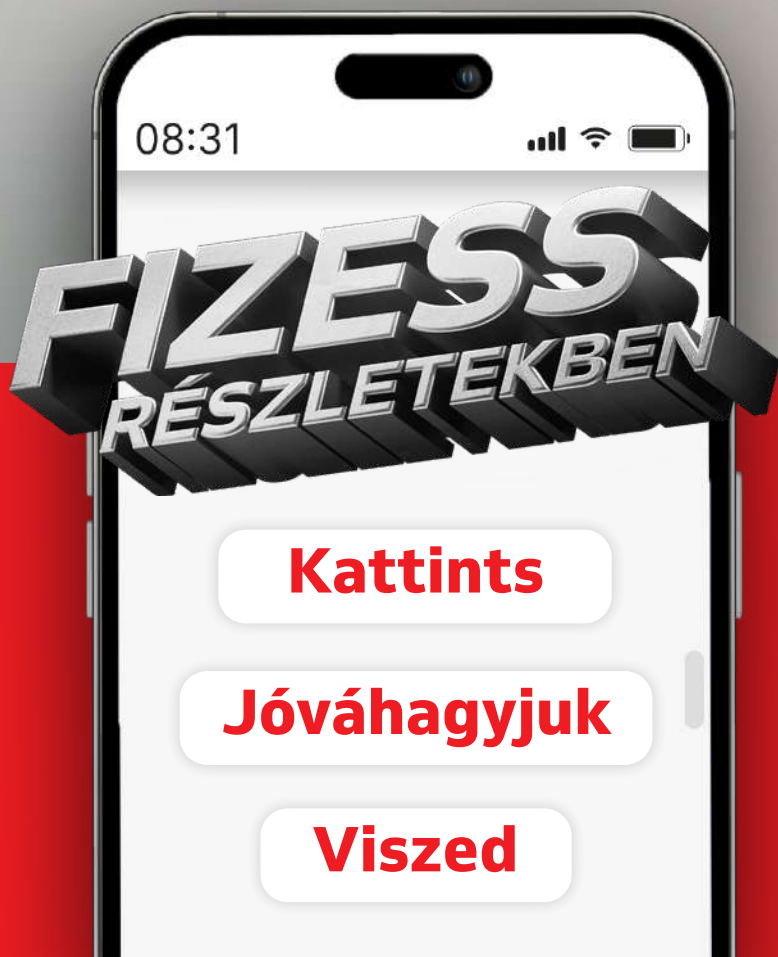 08:31
FIZESS
RÉSZLETEKBEN
Kattints
Jóváhagyjuk
Viszed